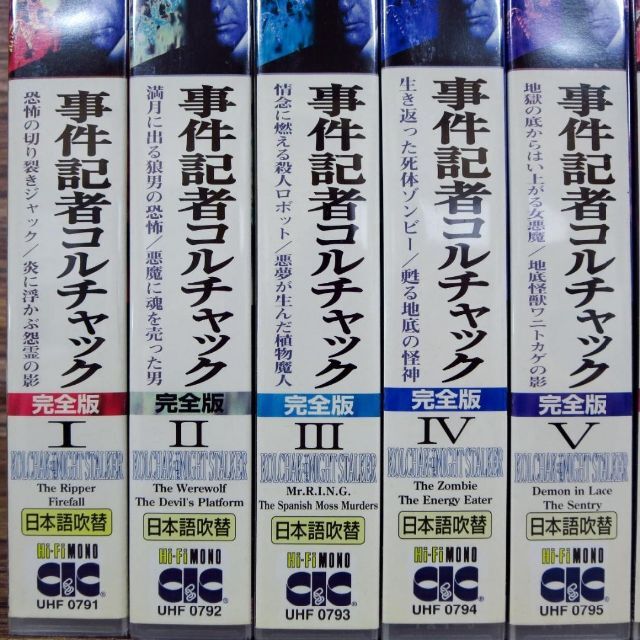 事件記者コルチャック
恐怖の切り裂きジャック／炎に浮かぶ怨霊の影
完全版
I
KOLCHAK THE NIGHT STALKER
The Ripper
Firefall
日本語吹替
Hi-Fi MONO
CIC
UHF 0791
事件記者コルチャック
満月に出る狼男の恐怖／悪魔に魂を売った男
完全版
II
KOLCHAK THE NIGHT STALKER
The Werewolf
The Devil's Platform
日本語吹替
Hi-Fi MONO
CIC
UHF 0792
事件記者コルチャック
情念に燃える殺人ロボット／悪夢が生んだ植物魔人
完全版
III
KOLCHAK THE NIGHT STALKER
Mr.R.I.N.G.
The Spanish Moss Murders
日本語吹替
Hi-Fi MONO
CIC
UHF 0793
事件記者コルチャック
生き返った死体ゾンビー／甦る地底の怪神
完全版
IV
KOLCHAK THE NIGHT STALKER
The Zombie
The Energy Eater
日本語吹替
Hi-Fi MONO
CIC
UHF 0794
事件記者コルチャック
地獄の底からはい上がる女悪魔／地底怪獣ワニトカゲの影
完全版
V
KOLCHAK THE NIGHT STALKER
Demon in Lace
The Sentry
日本語吹替
Hi-Fi MONO
CIC
UHF 0795